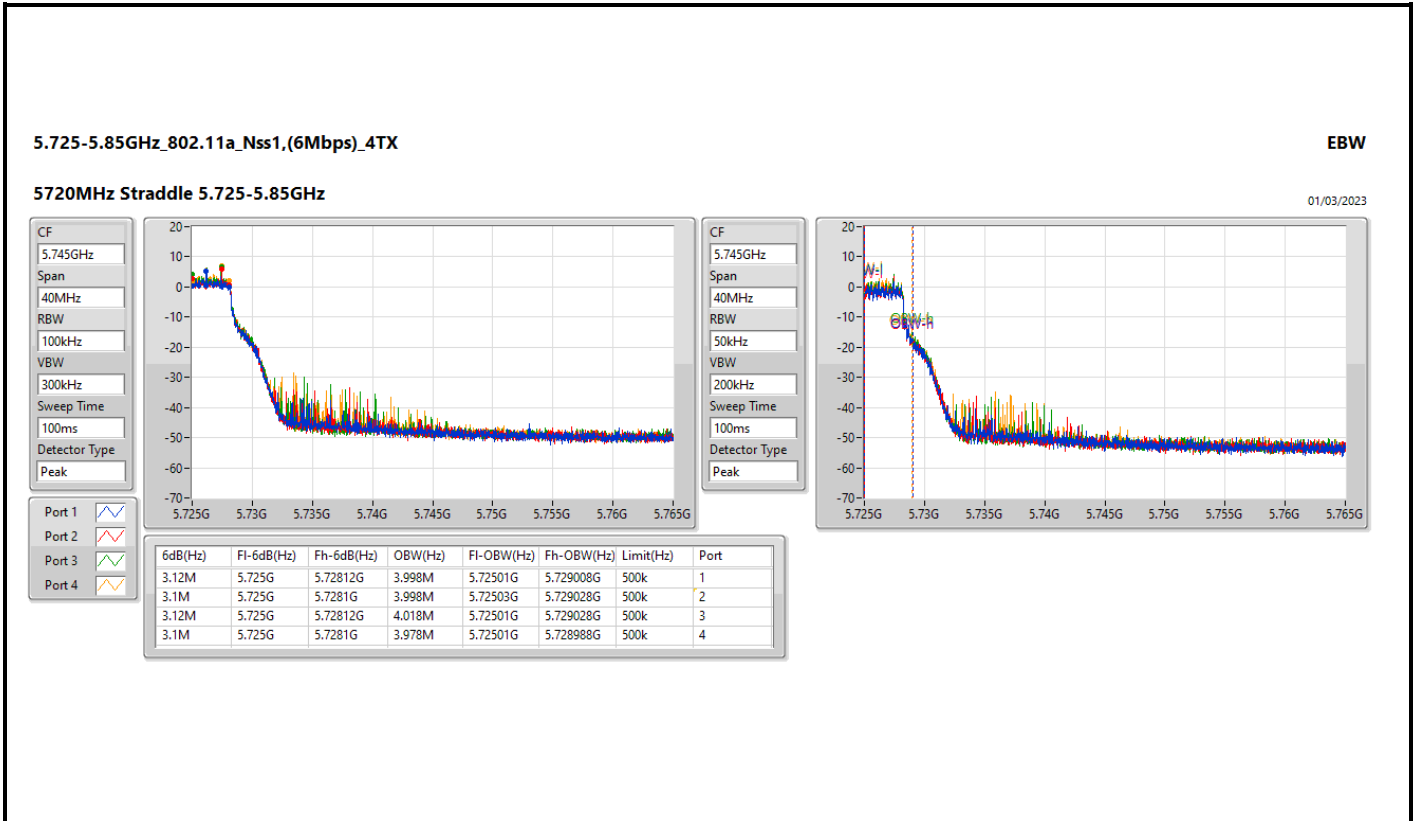 5.725-5.85GHz_802.11a_Nss1,(6Mbps)_4TX
EBW
5720MHz Straddle 5.725-5.85GHz
01/03/2023
CF
5.745GHz
Span
40MHz
RBW
100kHz
VBW
300kHz
Sweep Time
100ms
Detector Type
Peak
20
10
0
-10
-20
-30
-40
-50
-60
-70
5.725G 5.73G 5.735G 5.74G 5.745G 5.75G 5.755G 5.76G 5.765G
CF
5.745GHz
Span
40MHz
RBW
50kHz
VBW
200kHz
Sweep Time
100ms
Detector Type
Peak
20
10
0
-10
-20
-30
-40
-50
-60
-70
W-l
OBW-h
5.725G 5.73G 5.735G 5.74G 5.745G 5.75G 5.755G 5.76G 5.765G
Port 1
Port 2
Port 3
Port 4
6dB(Hz) Fl-6dB(Hz) Fh-6dB(Hz) OBW(Hz) Fl-OBW(Hz) Fh-OBW(Hz) Limit(Hz) Port
3.12M 5.725G 5.72812G 3.998M 5.72501G 5.729008G 500k 1
3.1M 5.725G 5.7281G 3.998M 5.72503G 5.729028G 500k 2
3.12M 5.725G 5.72812G 4.018M 5.72501G 5.729028G 500k 3
3.1M 5.725G 5.7281G 3.978M 5.72501G 5.728988G 500k 4